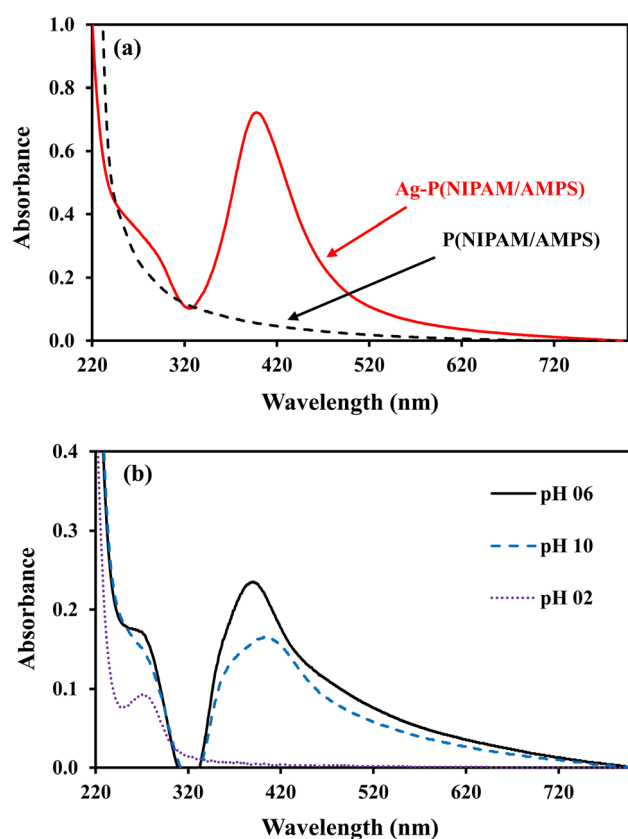 (a)
1.0
0.8
0.6
0.4
0.2
0.0
Absorbance
Ag-P(NIPAM/AMPS)
P(NIPAM/AMPS)
220 320 420 520 620 720
Wavelength (nm)
(b)
0.4
0.3
0.2
0.1
0.0
Absorbance
pH 06
pH 10
pH 02
220 320 420 520 620 720
Wavelength (nm)